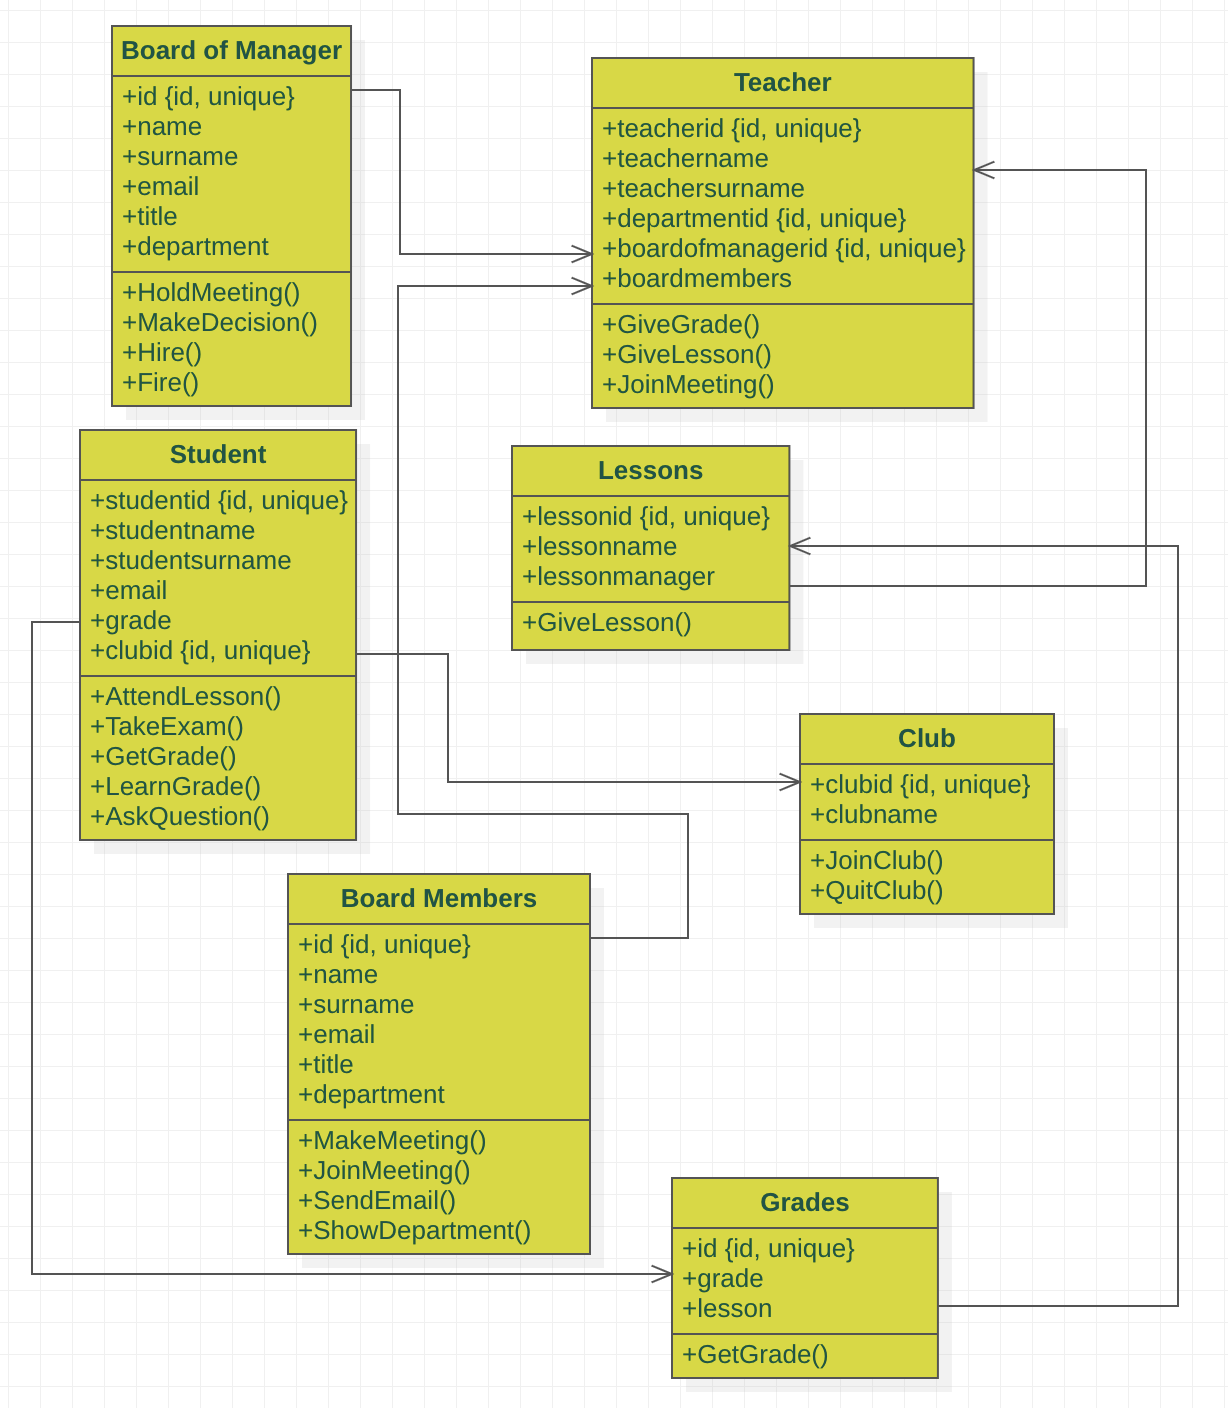 Board of Manager
+id {id, unique}
+name
+surname
+email
+title
+department
+HoldMeeting()
+MakeDecision()
+Hire()
+Fire()
Teacher
+teacherid {id, unique}
+teachername
+teachersurname
+departmentid {id, unique}
+boardofmanagerid {id, unique}
+boardmembers
+GiveGrade()
+GiveLesson()
+JoinMeeting()
Student
+studentid {id, unique}
+studentname
+studentsurname
+email
+grade
+clubid {id, unique}
+AttendLesson()
+TakeExam()
+GetGrade()
+LearnGrade()
+AskQuestion()
Lessons
+lessonid {id, unique}
+lessonname
+lessonmanager
+GiveLesson()
Club
+clubid {id, unique}
+clubname
+JoinClub()
+QuitClub()
Board Members
+id {id, unique}
+name
+surname
+email
+title
+department
+MakeMeeting()
+JoinMeeting()
+SendEmail()
+ShowDepartment()
Grades
+id {id, unique}
+grade
+lesson
+GetGrade()